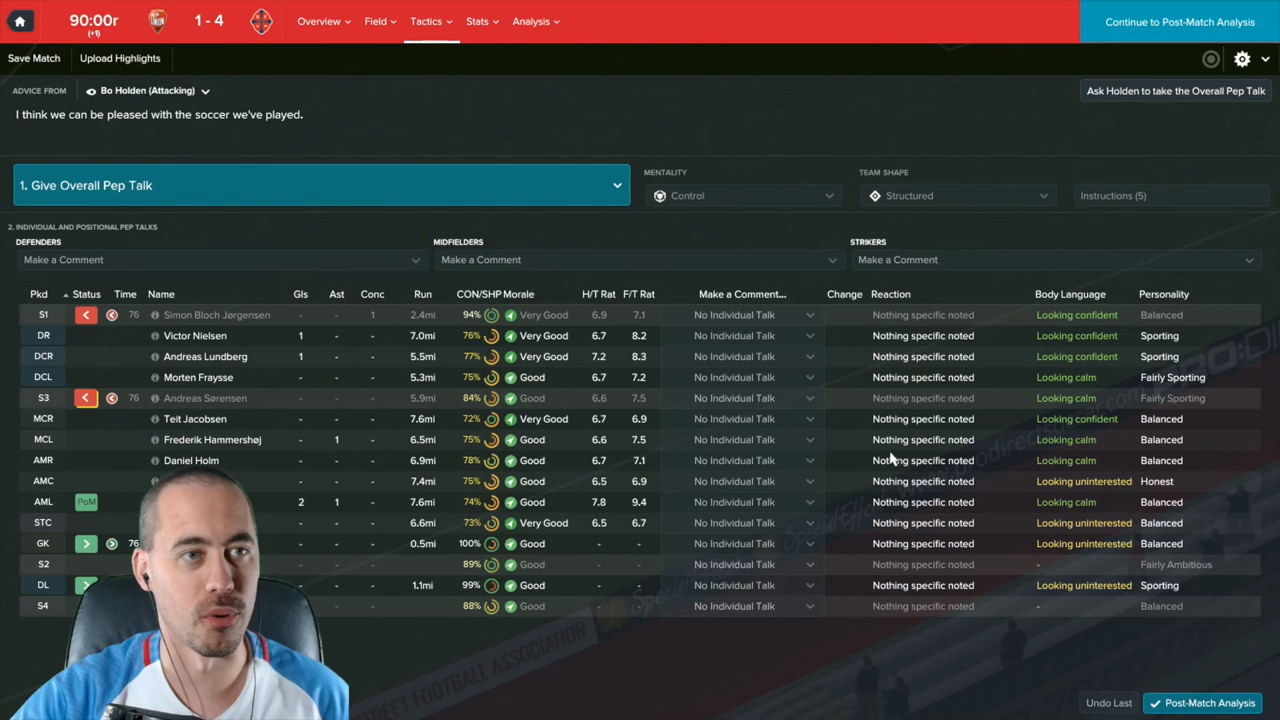 90:00r 1 - 4 Overview Field Tactics Stats Analysis Continue to Post-Match Analysis
(+1)
Save Match Upload Highlights
ADVICE FROM Bo Holden (Attacking) Ask Holden to take the Overall Pep Talk
I think we can be pleased with the soccer we've played.
MENTALITY TEAM SHAPE
1. Give Overall Pep Talk Control Structured Instructions (5)
2. INDIVIDUAL AND POSITIONAL PEP TALKS
DEFENDERS MIDFIELDERS STRIKERS
Make a Comment Make a Comment Make a Comment
Pkd Status Time Name Gls Ast Conc Run CON/SHP Morale H/T Rat F/T Rat Make a Comment... Change Reaction Body Language Personality
S1 76 Simon Bloch Jørgensen - - 1 2.4mi 94% Very Good 6.9 7.1 No Individual Talk Nothing specific noted Looking confident Balanced
DR Victor Nielsen 1 - - 7.0mi 76% Very Good 6.7 8.2 No Individual Talk Nothing specific noted Looking confident Sporting
DCR Andreas Lundberg 1 - - 5.5mi 77% Very Good 7.2 8.3 No Individual Talk Nothing specific noted Looking confident Sporting
DCL Morten Fraysse - - - 5.3mi 75% Good 6.7 7.2 No Individual Talk Nothing specific noted Looking calm Fairly Sporting
S3 76 Andreas Sørensen - - - 5.9mi 84% Good 6.6 7.5 No Individual Talk Nothing specific noted Looking calm Fairly Sporting
MCR Teit Jacobsen - - - 7.6mi 72% Very Good 6.7 6.9 No Individual Talk Nothing specific noted Looking confident Balanced
MCL Frederik Hammershøj - 1 - 6.5mi 75% Good 6.6 7.5 No Individual Talk Nothing specific noted Looking calm Balanced
AMR Daniel Holm - - - 6.9mi 78% Good 6.7 7.1 No Individual Talk Nothing specific noted Looking calm Balanced
AMC - - - 7.4mi 75% Good 6.5 6.9 No Individual Talk Nothing specific noted Looking uninterested Honest
AML PoM 2 1 - 7.6mi 74% Good 7.8 9.4 No Individual Talk Nothing specific noted Looking calm Balanced
STC - - - 6.6mi 73% Very Good 6.5 6.7 No Individual Talk Nothing specific noted Looking uninterested Balanced
GK 76 - - - 0.5mi 100% Good - - No Individual Talk Nothing specific noted Looking uninterested Balanced
S2 - - - 89% Good - - No Individual Talk Nothing specific noted - Fairly Ambitious
DL - - - 1.1mi 99% Good - - No Individual Talk Nothing specific noted Looking uninterested Sporting
S4 - - - 88% Good - - No Individual Talk Nothing specific noted - Balanced
STREET FOOTBALL ASSOCIATION
Undo Last Post-Match Analysis